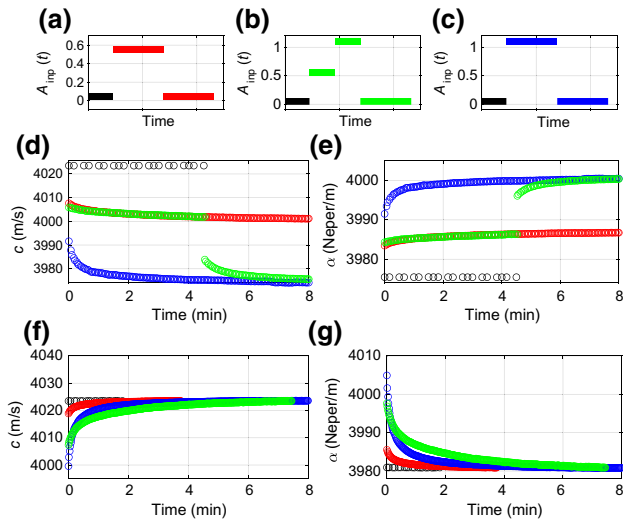 (a) (b) (c)
A_inp (t) 0.6 0.4 0.2 0 Time
A_inp (t) 1 0.5 0 Time
A_inp (t) 1 0.5 0 Time
(d) (e)
c (m/s) 4020 4010 4000 3990 3980
0 2 4 6 8
Time (min)
α (Neper/m) 4000 3990 3980
0 2 4 6 8
Time (min)
(f) (g)
c (m/s) 4040 4030 4020 4010 4000
0 2 4 6 8
Time (min)
α (Neper/m) 4010 4000 3990 3980
0 2 4 6 8
Time (min)